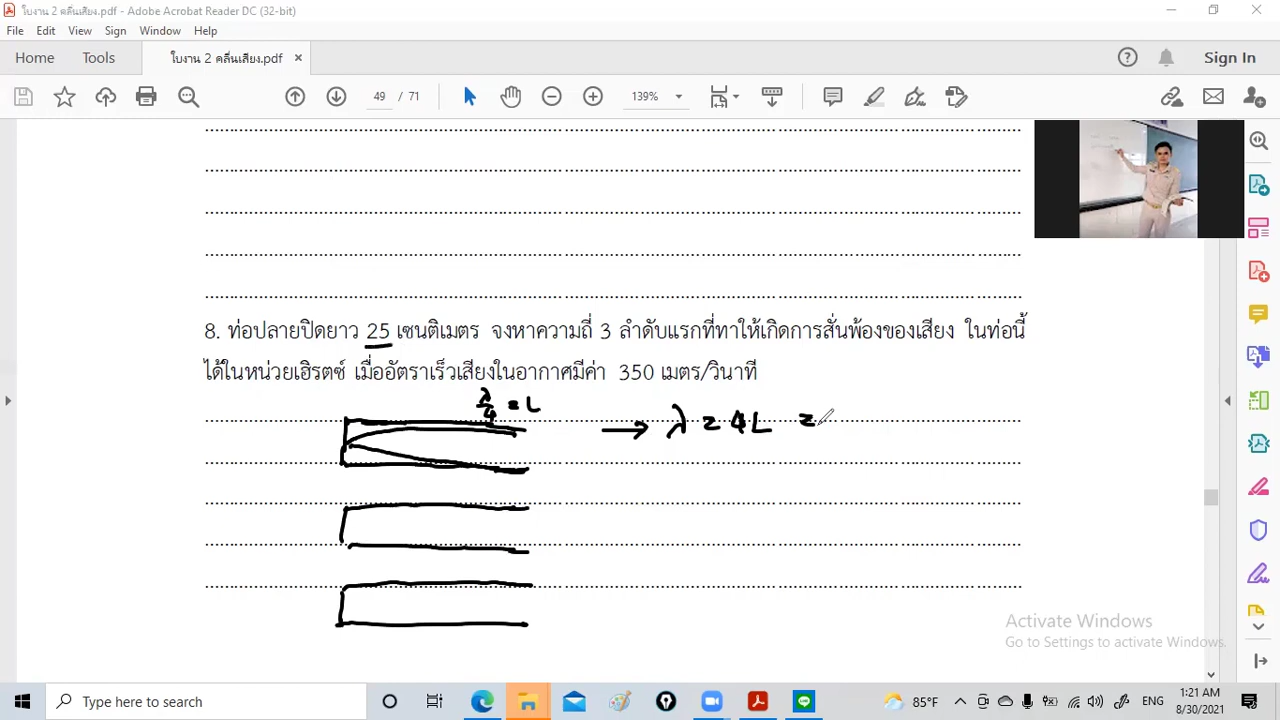 ใบงาน 2 คลื่นเสียง.pdf - Adobe Acrobat Reader DC (32-bit)
File Edit View Sign Window Help
Home Tools ใบงาน 2 คลื่นเสียง.pdf × Sign In
49 / 71 139%
8. ท่อปลายปิดยาว 25 เซนติเมตร จงหาความถี่ 3 ลำดับแรกที่ทาให้เกิดการสั่นพ้องของเสียง ในท่อนี้
ได้ในหน่วยเฮิรตซ์ เมื่ออัตราเร็วเสียงในอากาศมีค่า 350 เมตร/วินาที
λ/4 = L
→ λ = 4L =
Activate Windows
Go to Settings to activate Windows.
Type here to search
85°F ENG 1:21 AM
8/30/2021